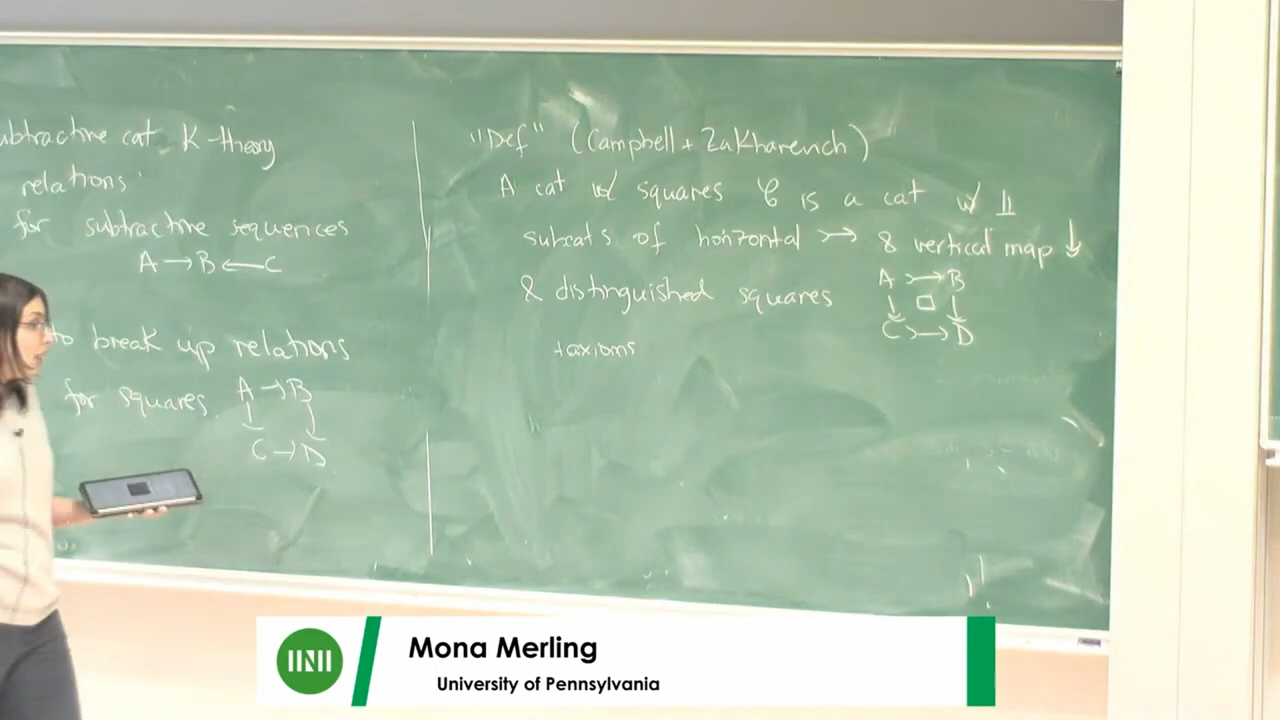 ubtractive cat. K-theory
relations
for subtractive sequences
A → B ← C
to break up relations
for squares. A → B
↓ ↓
C → D
"Def" (Campbell + Zakharevich)
A cat w/ squares 𝒞 is a cat w/ ⊥
subcats of horizontal ↣ & vertical map ↓
& distinguished squares
A ↣ B
↓ □ ↓
C ↣ D
+axioms
Mona Merling
University of Pennsylvania